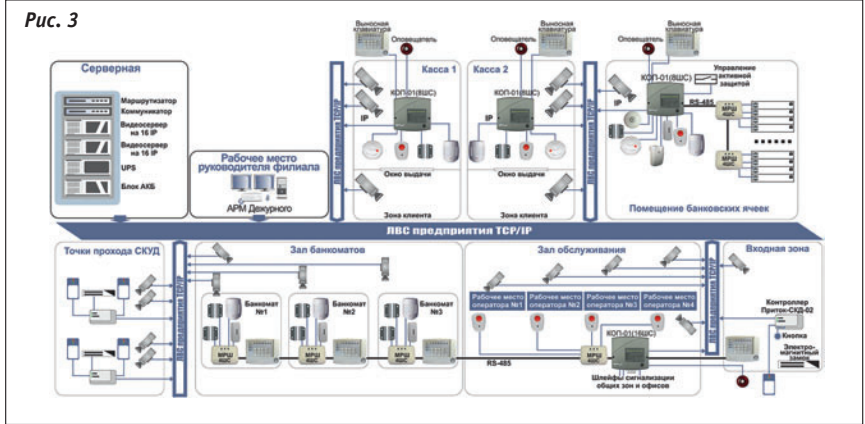 Рис. 3
Серверная
Маршрутизатор
Коммуниатор
Видеосервер
на 16 IP
Видеосервер
на 16 IP
UPS
Блок АКБ
Рабочее место
руководителя филиала
АРМ Дежурного
ЛВС предприятия TCP/IP
Выносная
клавиатура
Оповещатель
Касса 1
КОП-01(8ШС)
IP
Окно выдачи
Зона клиента
Оповещатель
Выносная
клавиатура
Касса 2
КОП-01(8ШС)
IP
Окно выдачи
Зона клиента
ЛВС предприятия TCP/IP
Оповещатель
Выносная
клавиатура
КОП-01(8ШС)
Управление
активной
защитой
IP
RS-485
МРШ
4ШС
МРШ
4ШС
Помещение банковских ячеек
ЛВС предприятия TCP/IP
Точки прохода СКУД
ЛВС предприятия TCP/IP
Зал банкоматов
Банкомат
№1
МРШ
4ШС
Банкомат
№2
МРШ
4ШС
Банкомат
№3
МРШ
4ШС
RS-485
Зал обслуживания
Рабочее место
оператора №1
Рабочее место
оператора №2
Рабочее место
оператора №3
Рабочее место
оператора №4
КОП-01(16ШС)
МРШ
4ШС
Шлейфы сигнализации
общих зон и офисов
ЛВС предприятия TCP/IP
Входная зона
Контроллер
Приток-СКД-02
Кнопка
Электро-
магнитный
замок